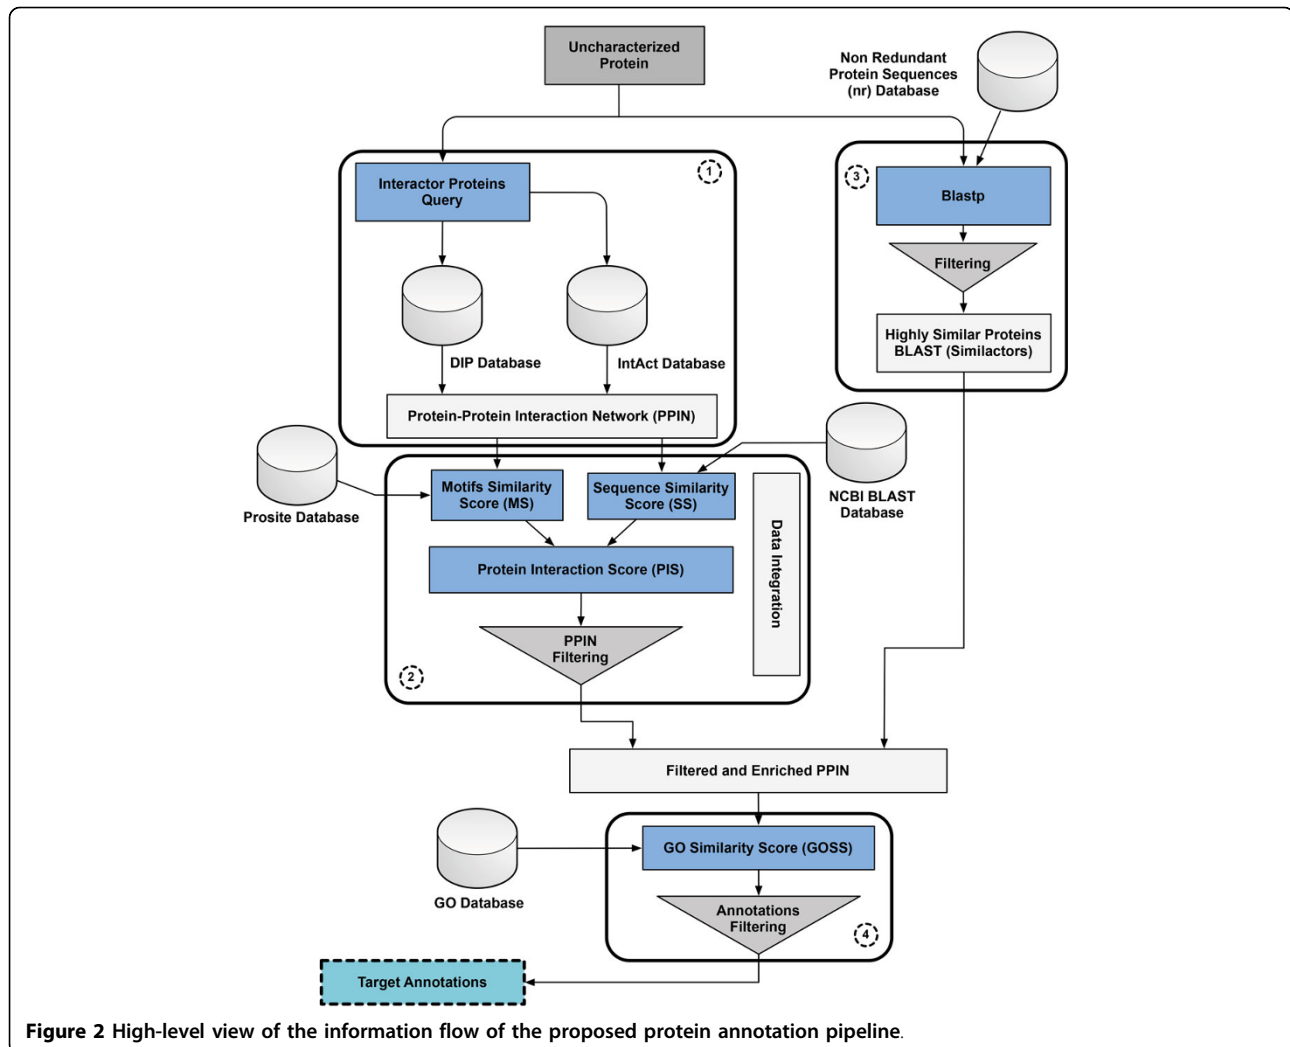 Uncharacterized
Protein
Non Redundant
Protein Sequences
(nr) Database
1
Interactor Proteins
Query
3
Blastp
Filtering
Highly Similar Proteins
BLAST (Similactors)
DIP Database
IntAct Database
Protein-Protein Interaction Network (PPIN)
Prosite Database
Motifs Similarity
Score (MS)
Sequence Similarity
Score (SS)
NCBI BLAST
Database
Data Integration
Protein Interaction Score (PIS)
PPIN
Filtering
2
Filtered and Enriched PPIN
GO Database
GO Similarity Score (GOSS)
Annotations
Filtering
4
Target Annotations
Figure 2 High-level view of the information flow of the proposed protein annotation pipeline.